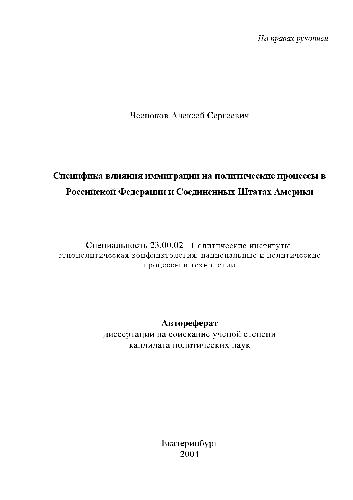 На правах рукописи
Чесноков Алексей Сергеевич
Специфика влияния иммиграции на политические процессы в
Российской Федерации и Соединенных Штатах Америки
Специальность 23.00.02 - Политические институты,
этнополитическая конфликтология, национальные и политические
процессы и технологии
Автореферат
диссертации на соискание ученой степени
кандидата политических наук
Екатеринбург
2004